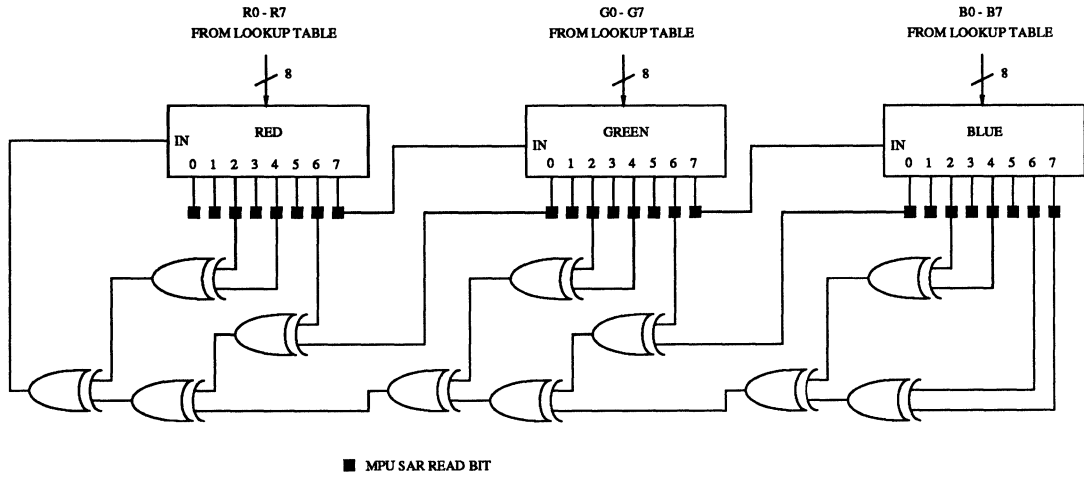 R0 - R7
FROM LOOKUP TABLE
8
RED
IN
0 1 2 3 4 5 6 7
G0 - G7
FROM LOOKUP TABLE
8
GREEN
IN
0 1 2 3 4 5 6 7
B0 - B7
FROM LOOKUP TABLE
8
BLUE
IN
0 1 2 3 4 5 6 7
MPU SAR READ BIT